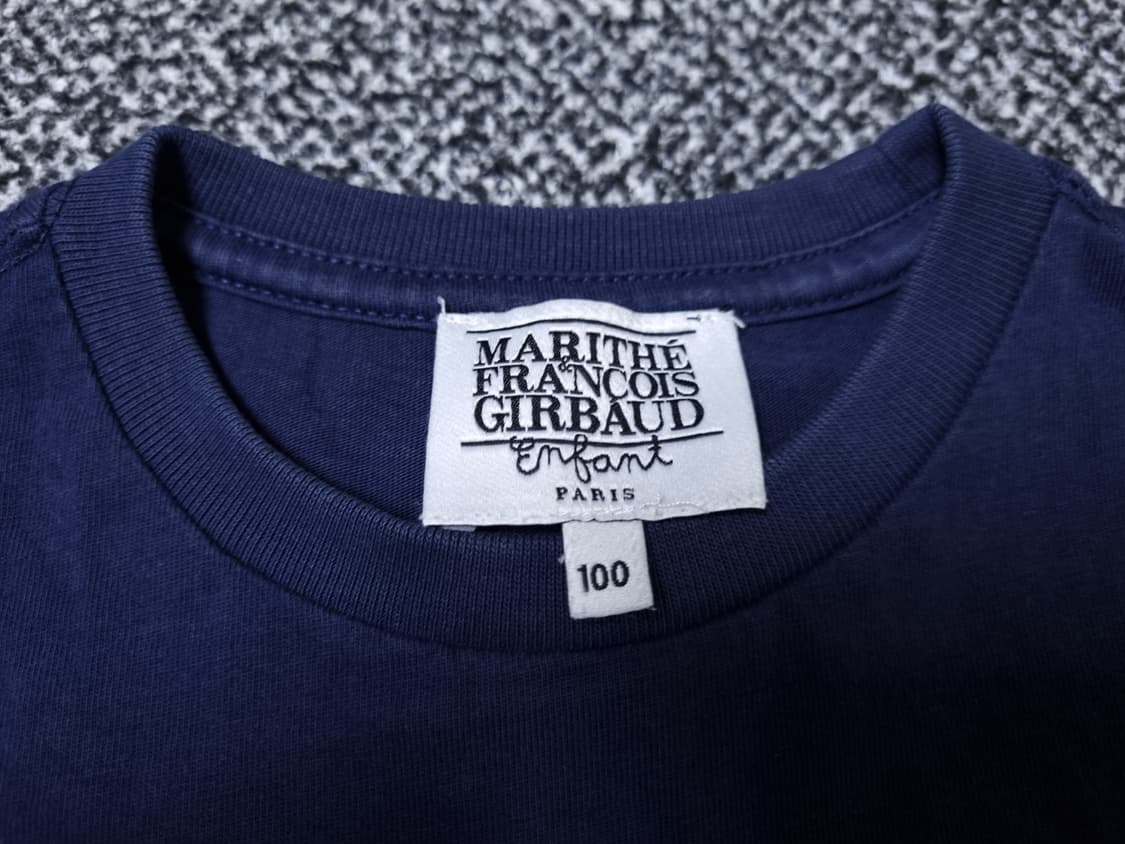 MARITHÉ
&
FRANÇOIS
GIRBAUD
Enfant
PARIS
100